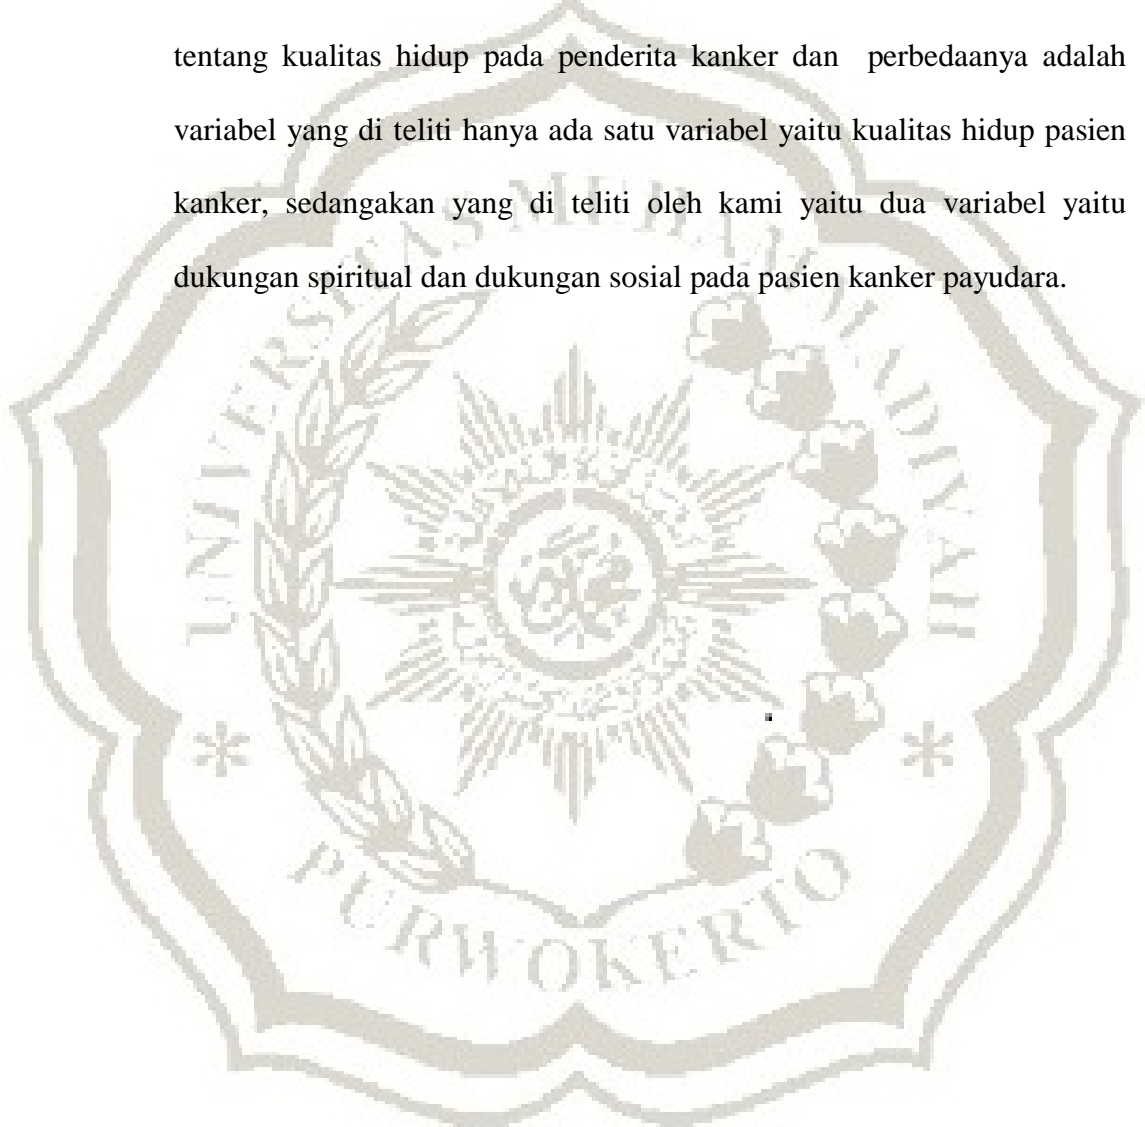 tentang kualitas hidup pada penderita kanker dan perbedaanya adalah
variabel yang di teliti hanya ada satu variabel yaitu kualitas hidup pasien
kanker, sedangakan yang di teliti oleh kami yaitu dua variabel yaitu
dukungan spiritual dan dukungan sosial pada pasien kanker payudara.
UNIVERSITAS MUHAMMADIYAH
PURWOKERTO